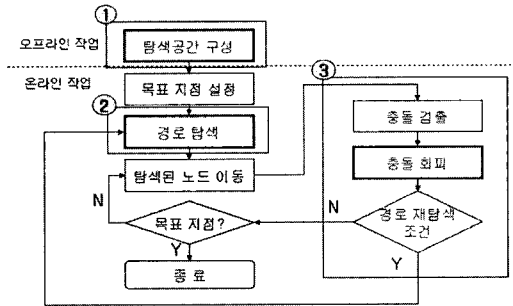 ①
오프라인 작업
탐색공간 구성
온라인 작업
목표 지점 설정
③
②
경로 탐색
충돌 검출
탐색된 노드 이동
충돌 회피
N
목표 지점?
N
경로 재탐색
조건
Y
Y
종 료